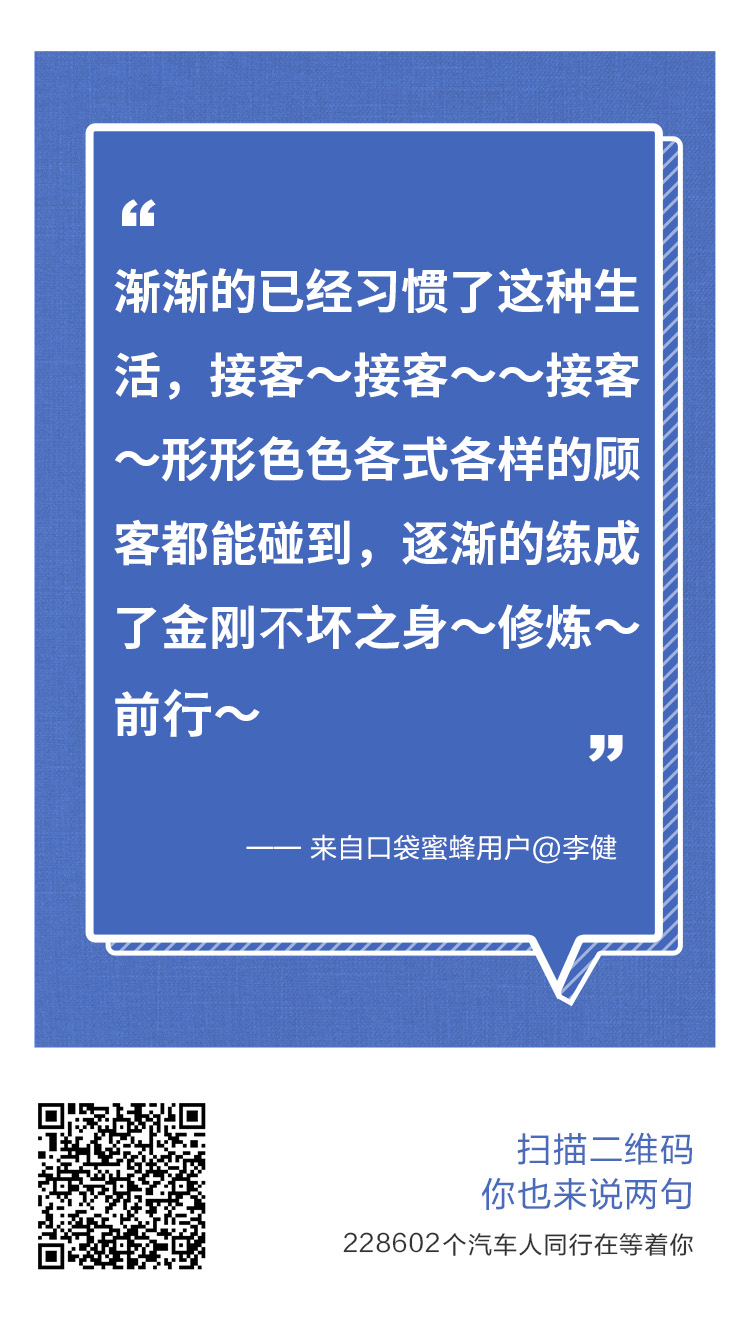 “
渐渐的已经习惯了这种生
活，接客～接客～～接客
～形形色色各式各样的顾
客都能碰到，逐渐的练成
了金刚不坏之身～修炼～
前行～
”
—— 来自口袋蜜蜂用户@李健
扫描二维码
你也来说两句
228602个汽车人同行在等着你